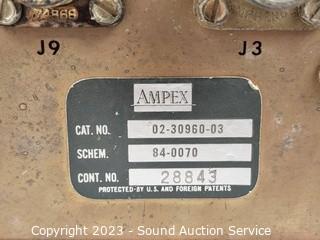 J9
J3
AMPEX
CAT. NO. 02-30960-03
SCHEM. 84-0070
CONT. NO. 28843
PROTECTED BY U.S. AND FOREIGN PATENTS
Copyright 2023 - Sound Auction Service